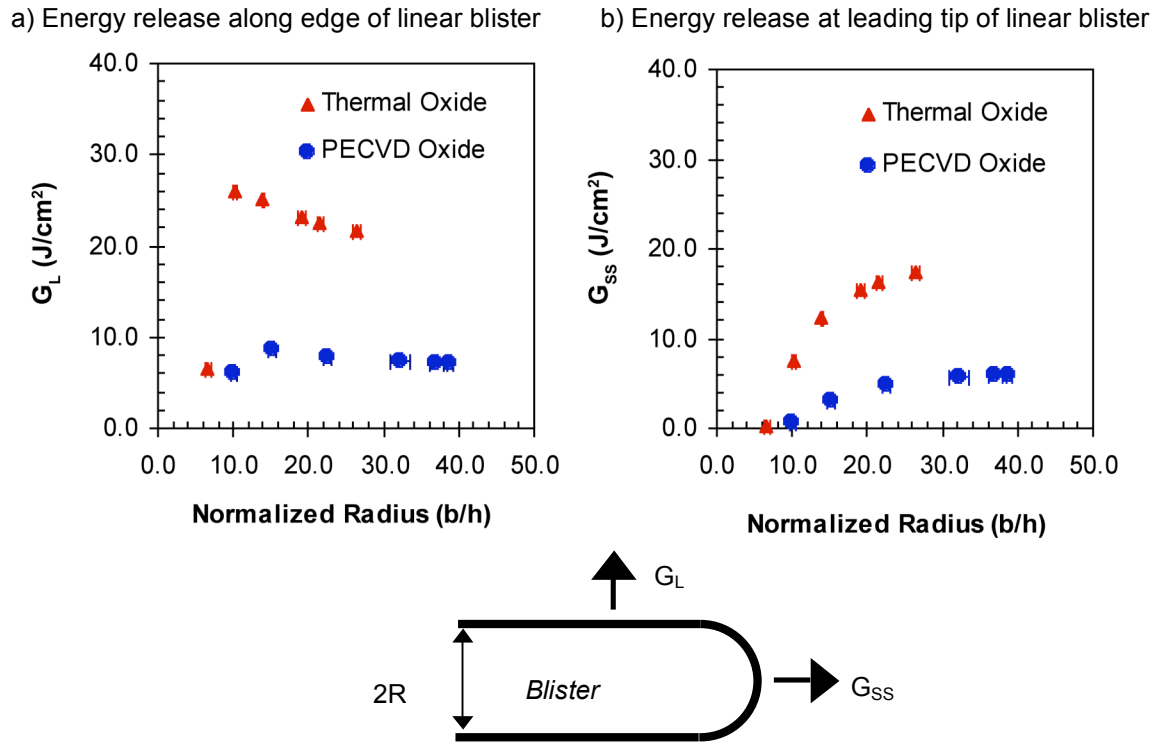 a) Energy release along edge of linear blister
b) Energy release at leading tip of linear blister
40.0
30.0
20.0
10.0
0.0
G_L (J/cm²)
Thermal Oxide
PECVD Oxide
0.0 10.0 20.0 30.0 40.0 50.0
Normalized Radius (b/h)
40.0
30.0
20.0
10.0
0.0
G_SS (J/cm²)
Thermal Oxide
PECVD Oxide
0.0 10.0 20.0 30.0 40.0 50.0
Normalized Radius (b/h)
G_L
2R
Blister
G_SS